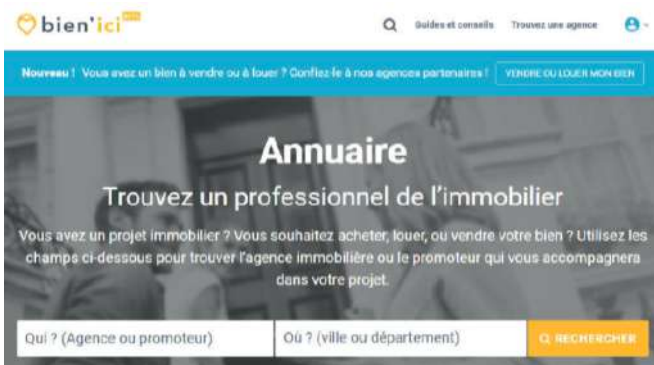 bien'ici BETA
Guides et conseils Trouvez une agence
Nouveau ! Vous avez un bien à vendre ou à louer ? Confiez-le à nos agences partenaires ! VENDRE OU LOUER MON BIEN
Annuaire
Trouvez un professionnel de l'immobilier
Vous avez un projet immobilier ? Vous souhaitez acheter, louer, ou vendre votre bien ? Utilisez les
champs ci-dessous pour trouver l'agence immobilière ou le promoteur qui vous accompagnera
dans votre projet.
Qui ? (Agence ou promoteur) Où ? (ville ou département) RECHERCHER